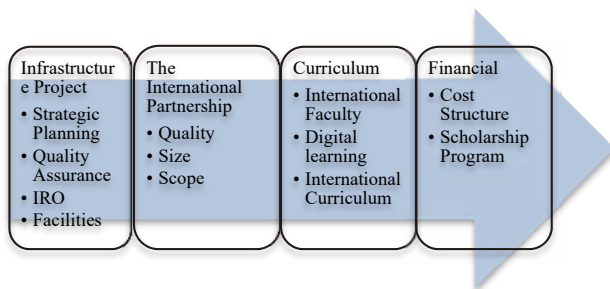 Infrastructur
e Project
• Strategic
Planning
• Quality
Assurance
• IRO
• Facilities
The
International
Partnership
• Quality
• Size
• Scope
Curriculum
• International
Faculty
• Digital
learning
• International
Curriculum
Financial
• Cost
Structure
• Scholarship
Program